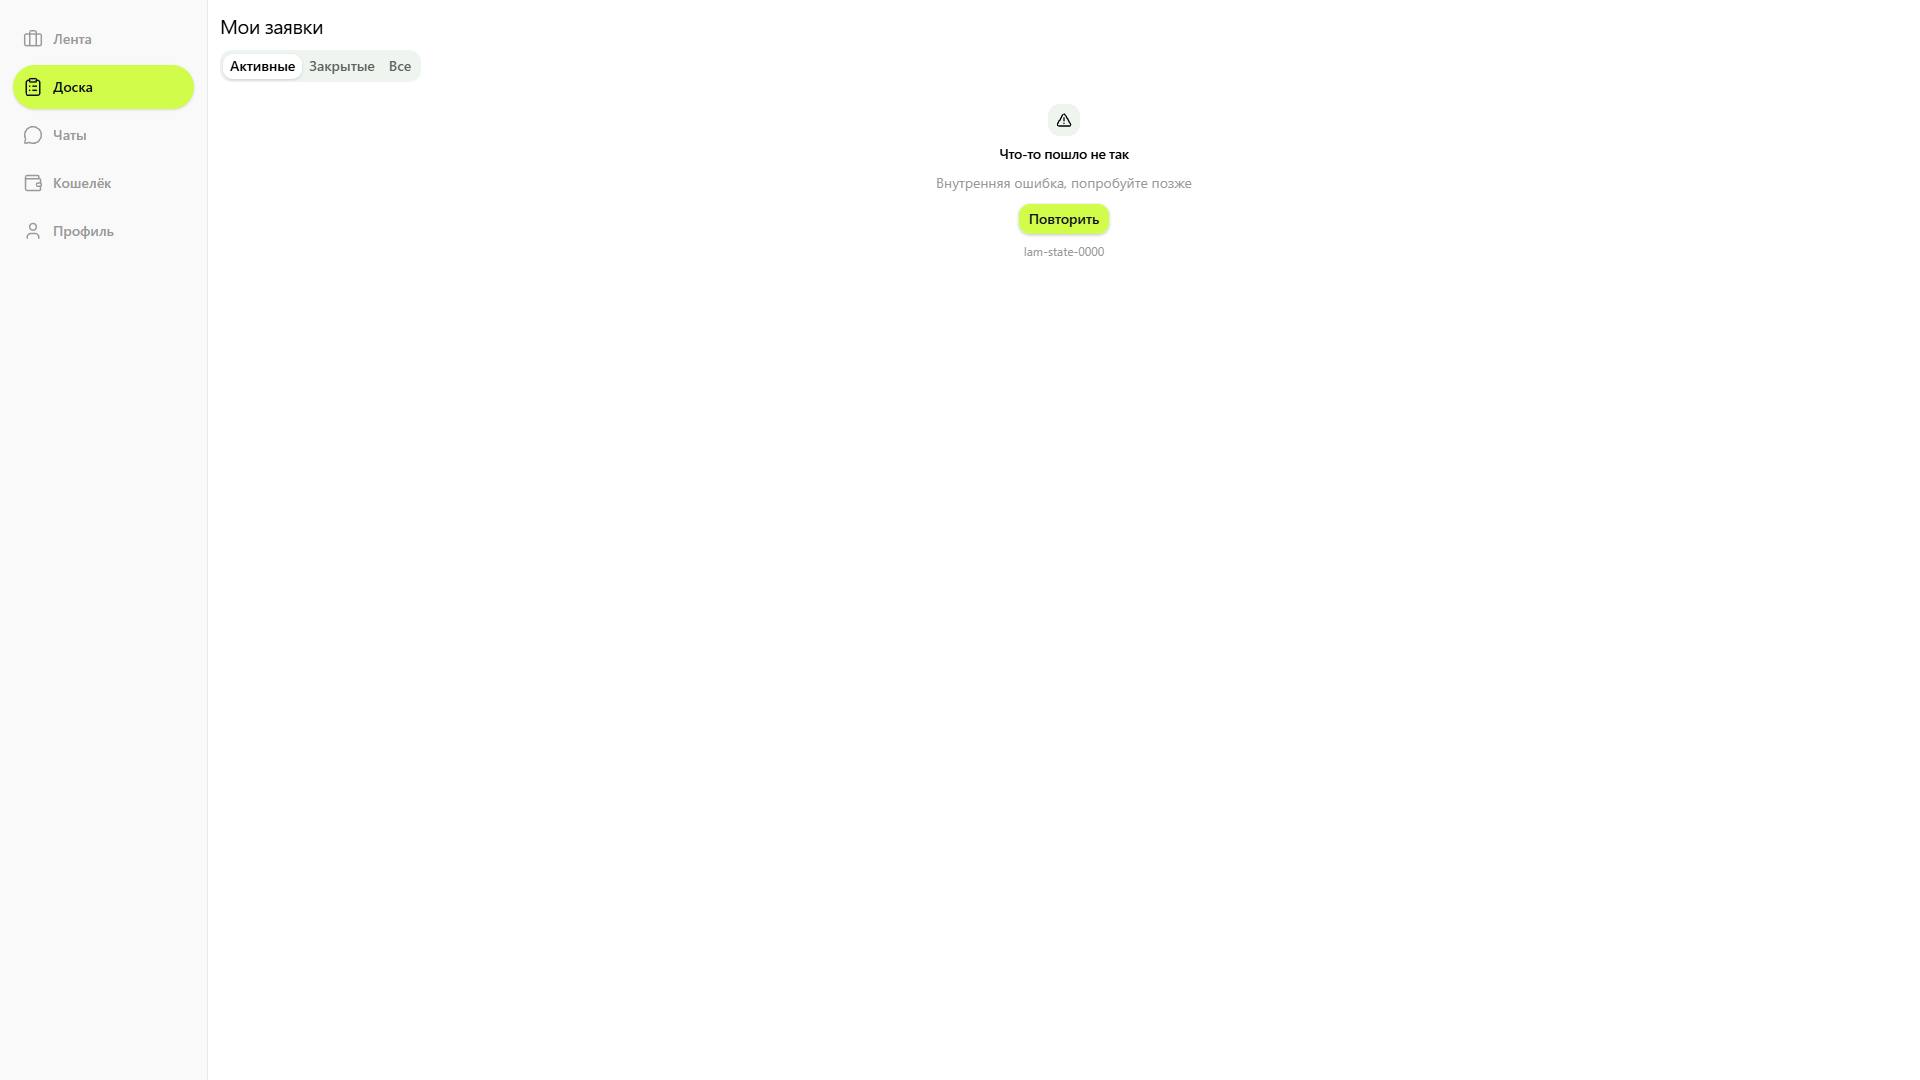 Лента
Доска
Чаты
Кошелёк
Профиль
Мои заявки
Активные Закрытые Все
Что-то пошло не так
Внутренняя ошибка, попробуйте позже
Повторить
lam-state-0000